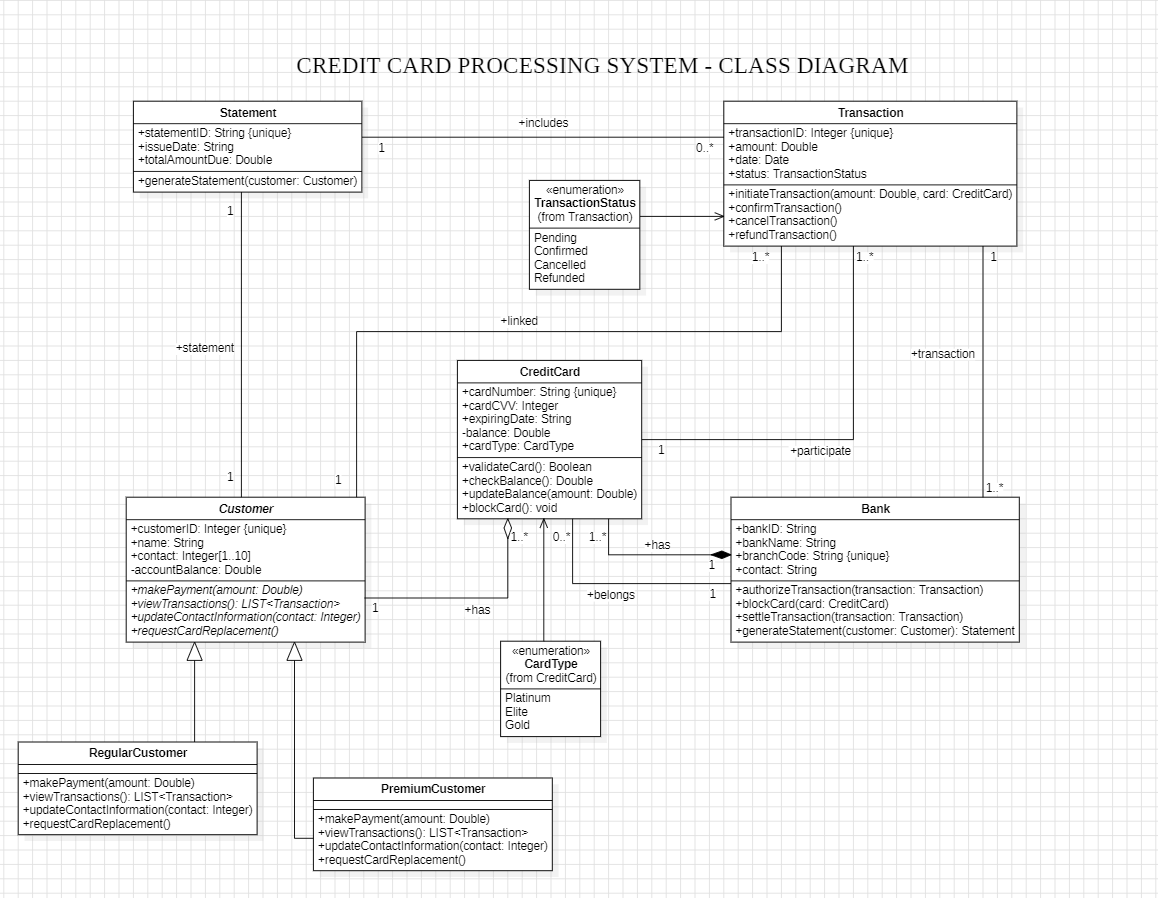 CREDIT CARD PROCESSING SYSTEM - CLASS DIAGRAM
Statement
+statementID: String {unique}
+issueDate: String
+totalAmountDue: Double
+generateStatement(customer: Customer)
+includes
1
0..*
Transaction
+transactionID: Integer {unique}
+amount: Double
+date: Date
+status: TransactionStatus
+initiateTransaction(amount: Double, card: CreditCard)
+confirmTransaction()
+cancelTransaction()
+refundTransaction()
«enumeration»
TransactionStatus
(from Transaction)
Pending
Confirmed
Cancelled
Refunded
1
1..*
1..*
1
+linked
+statement
+transaction
CreditCard
+cardNumber: String {unique}
+cardCVV: Integer
+expiringDate: String
-balance: Double
+cardType: CardType
+validateCard(): Boolean
+checkBalance(): Double
+updateBalance(amount: Double)
+blockCard(): void
1
+participate
1
1
1..*
Customer
+customerID: Integer {unique}
+name: String
+contact: Integer[1..10]
-accountBalance: Double
+makePayment(amount: Double)
+viewTransactions(): LIST<Transaction>
+updateContactInformation(contact: Integer)
+requestCardReplacement()
1..*
0..*
1..*
+has
1
+belongs
1
1
+has
Bank
+bankID: String
+bankName: String
+branchCode: String {unique}
+contact: String
+authorizeTransaction(transaction: Transaction)
+blockCard(card: CreditCard)
+settleTransaction(transaction: Transaction)
+generateStatement(customer: Customer): Statement
«enumeration»
CardType
(from CreditCard)
Platinum
Elite
Gold
RegularCustomer
+makePayment(amount: Double)
+viewTransactions(): LIST<Transaction>
+updateContactInformation(contact: Integer)
+requestCardReplacement()
PremiumCustomer
+makePayment(amount: Double)
+viewTransactions(): LIST<Transaction>
+updateContactInformation(contact: Integer)
+requestCardReplacement()